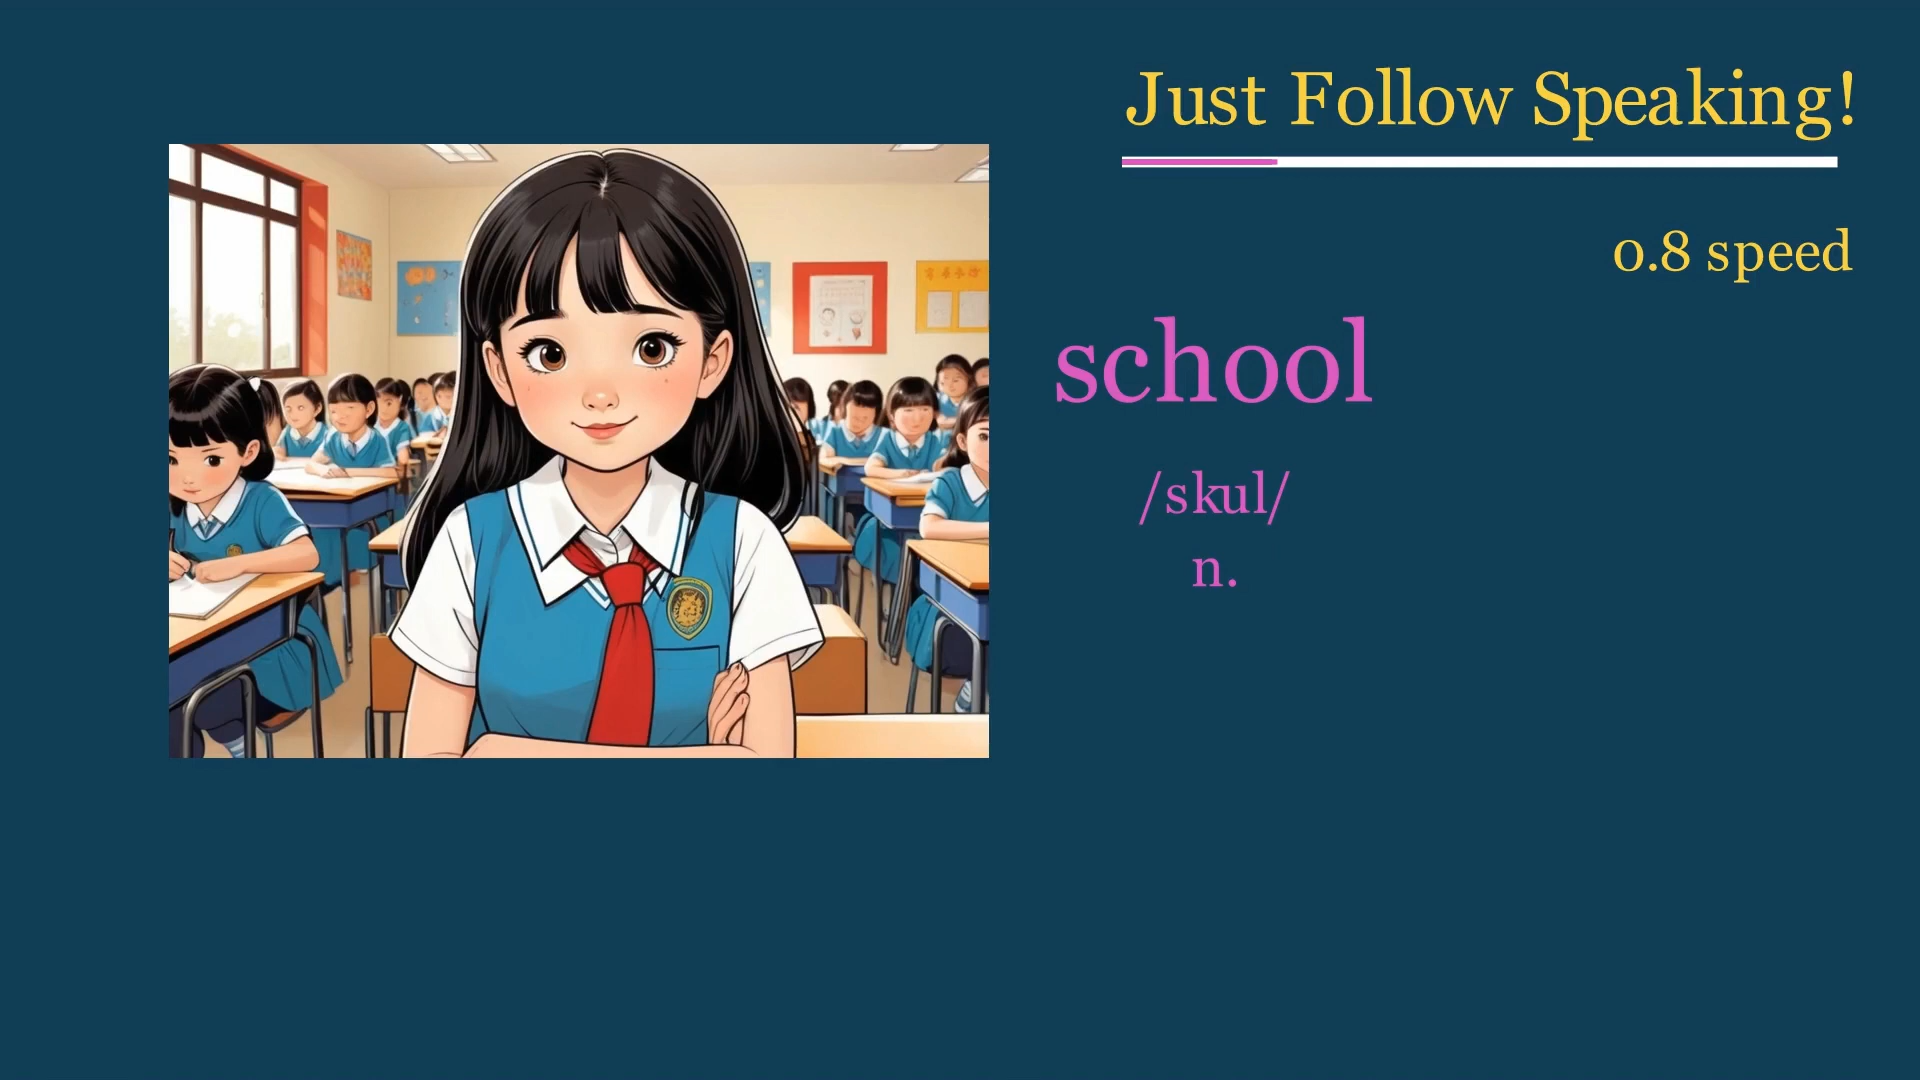 Just Follow Speaking!
0.8 speed
school
/skul/
n.